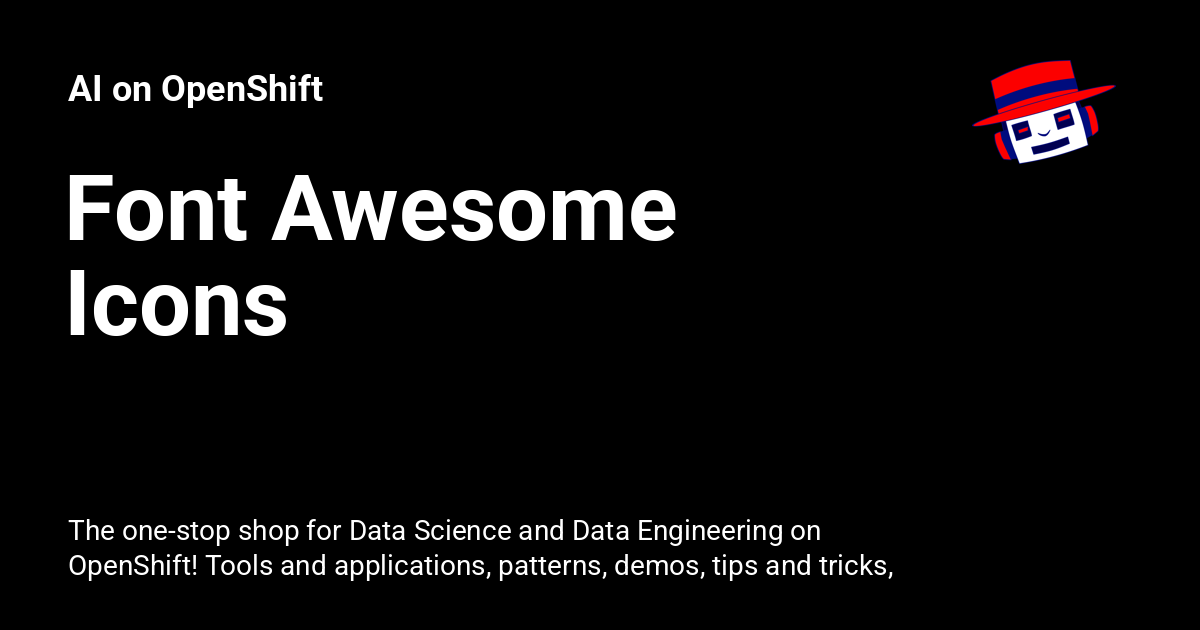 AI on OpenShift
Font Awesome
Icons
The one-stop shop for Data Science and Data Engineering on
OpenShift! Tools and applications, patterns, demos, tips and tricks,